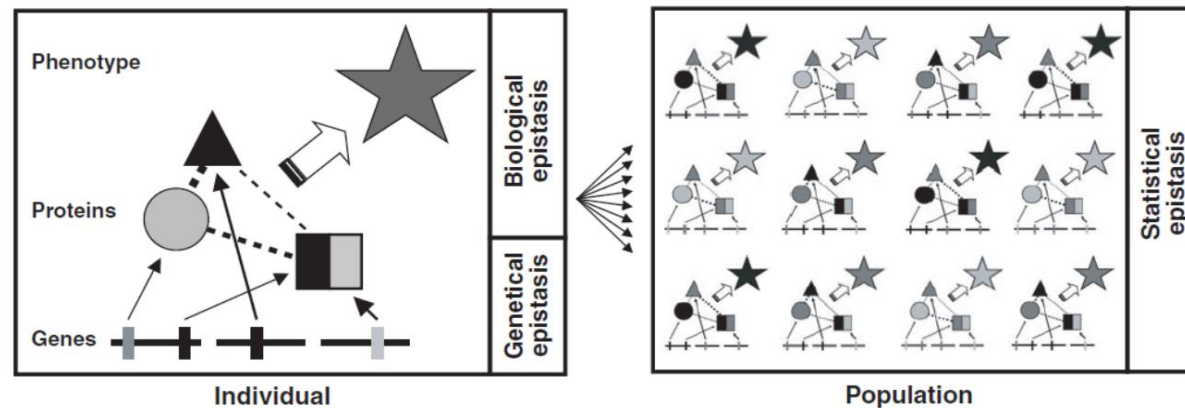 Phenotype
Proteins
Genes
Biological
epistasis
Genetical
epistasis
Individual
Statistical
epistasis
Population